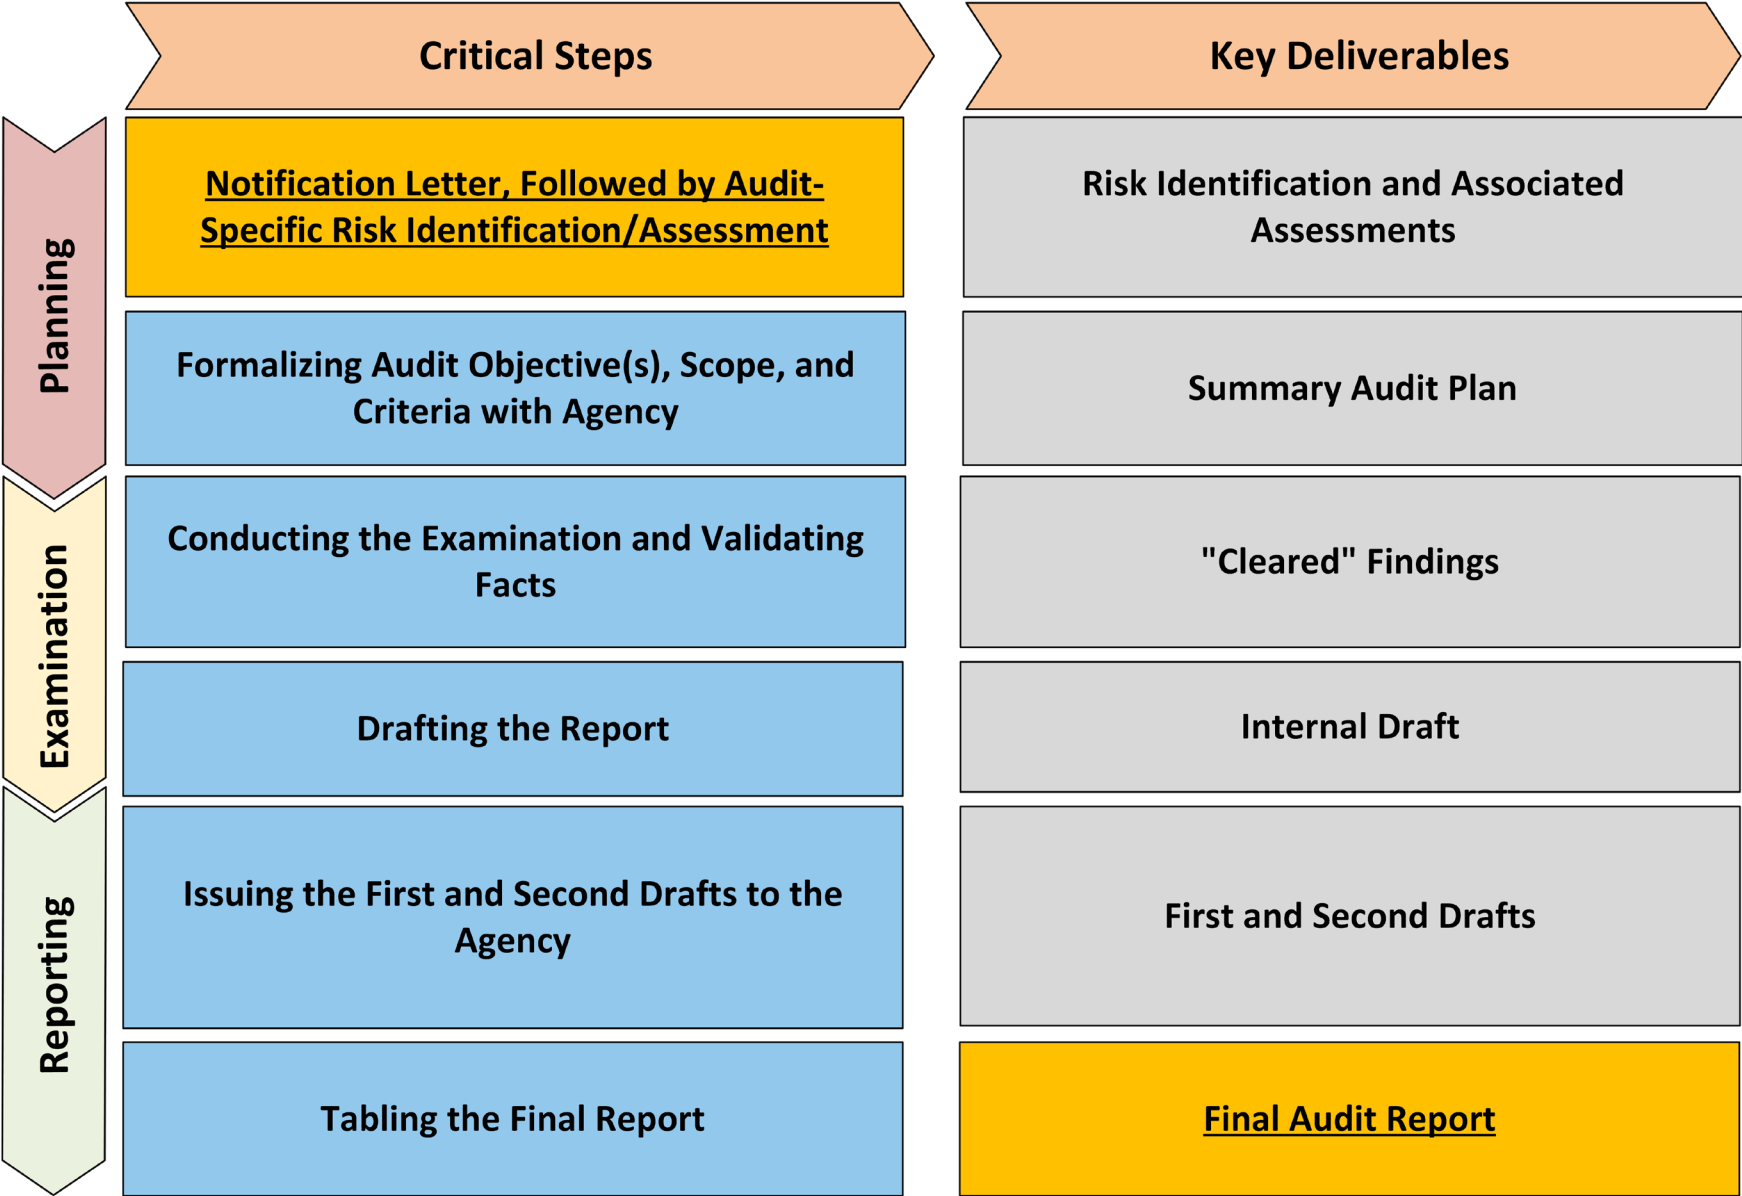 Critical Steps
Key Deliverables
Planning
Notification Letter, Followed by Audit-
Specific Risk Identification/Assessment
Risk Identification and Associated
Assessments
Formalizing Audit Objective(s), Scope, and
Criteria with Agency
Summary Audit Plan
Examination
Conducting the Examination and Validating
Facts
"Cleared" Findings
Drafting the Report
Internal Draft
Reporting
Issuing the First and Second Drafts to the
Agency
First and Second Drafts
Tabling the Final Report
Final Audit Report